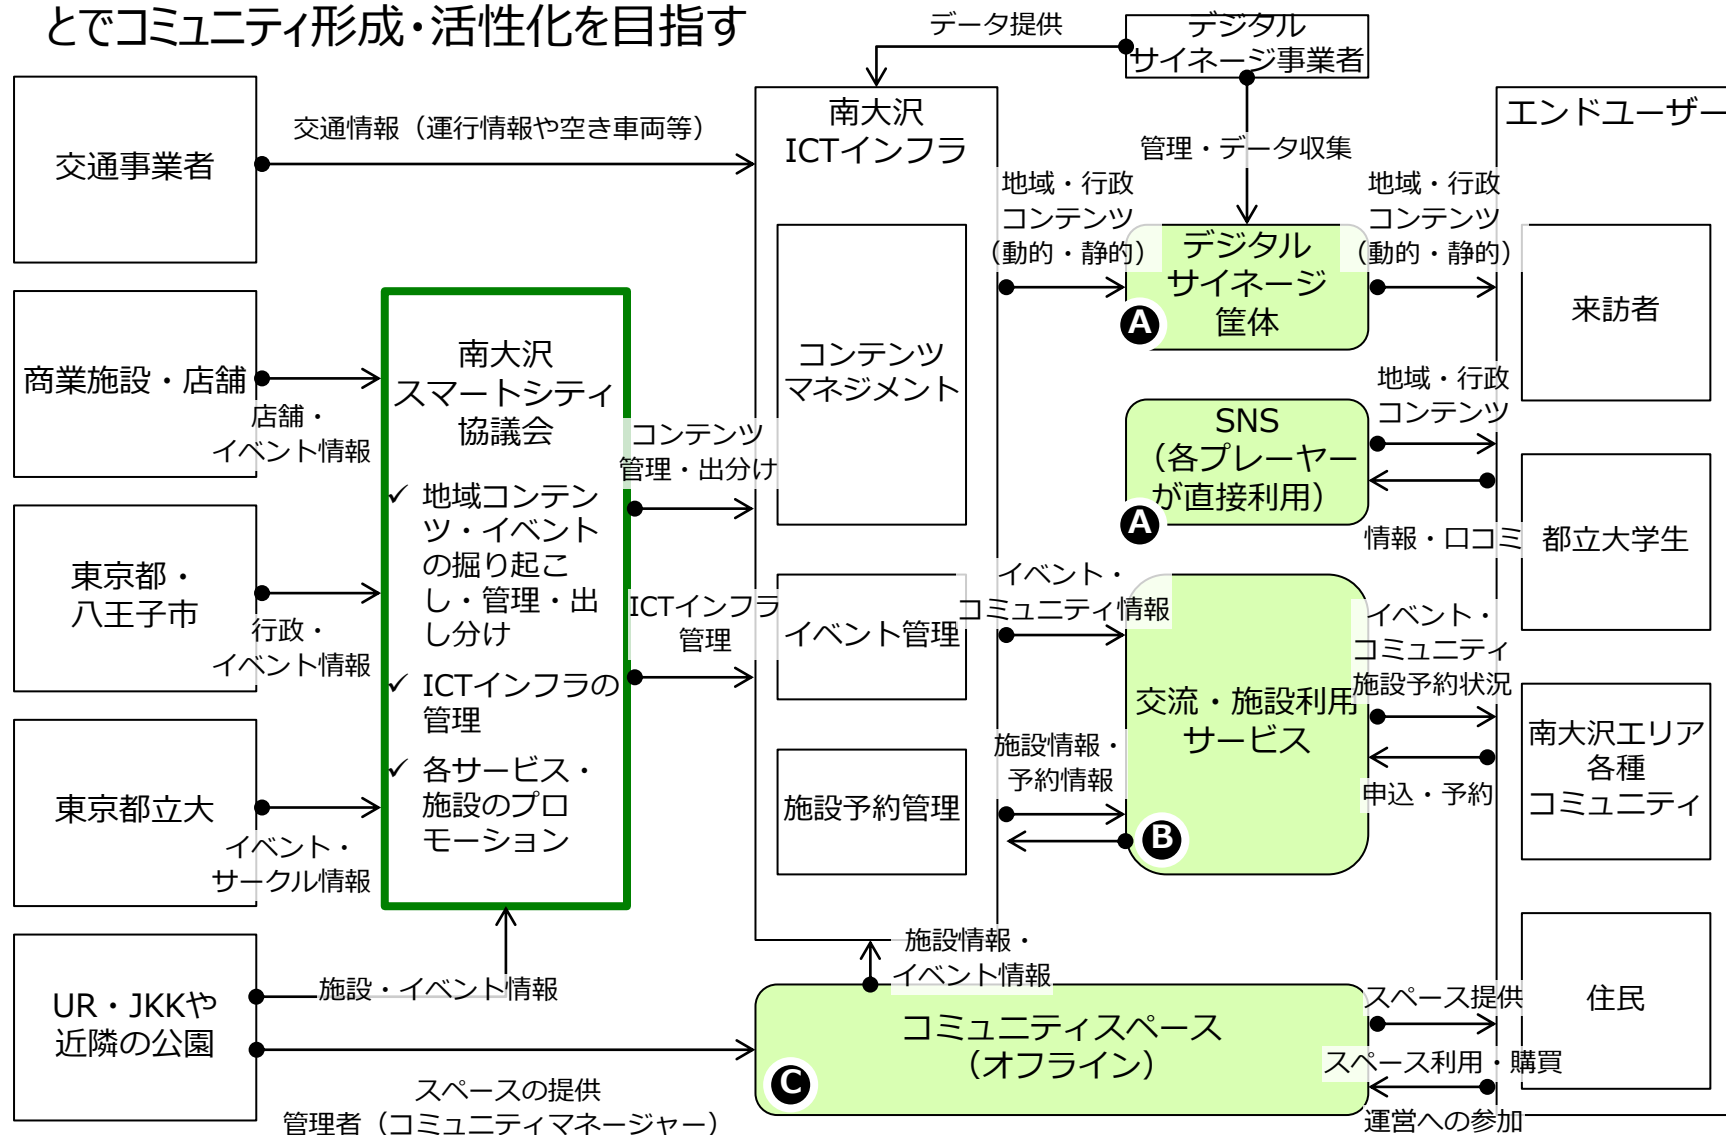 とでコミュニティ形成・活性化を目指す
データ提供
デジタル
サイネージ事業者
管理・データ収集
交通事業者
交通情報（運行情報や空き車両等）
商業施設・店舗
店舗・
イベント情報
東京都・
八王子市
行政・
イベント情報
東京都立大
イベント・
サークル情報
UR・JKKや
近隣の公園
施設・イベント情報
スペースの提供
管理者（コミュニティマネージャー）
南大沢
スマートシティ
協議会
✓ 地域コンテン
ツ・イベント
の掘り起こ
し・管理・出
し分け
✓ ICTインフラの
管理
✓ 各サービス・
施設のプロ
モーション
コンテンツ
管理・出分け
ICTインフラ
管理
南大沢
ICTインフラ
コンテンツ
マネジメント
イベント管理
施設予約管理
地域・行政
コンテンツ
（動的・静的）
イベント・
コミュニティ情報
施設情報・
予約情報
施設情報・
イベント情報
デジタル
サイネージ
筐体
A
SNS
（各プレーヤー
が直接利用）
A
交流・施設利用
サービス
B
コミュニティスペース
（オフライン）
C
地域・行政
コンテンツ
（動的・静的）
地域・行政
コンテンツ
情報・口コミ
イベント・
コミュニティ
施設予約状況
申込・予約
スペース提供
スペース利用・購買
運営への参加
エンドユーザー
来訪者
都立大学生
南大沢エリア
各種
コミュニティ
住民